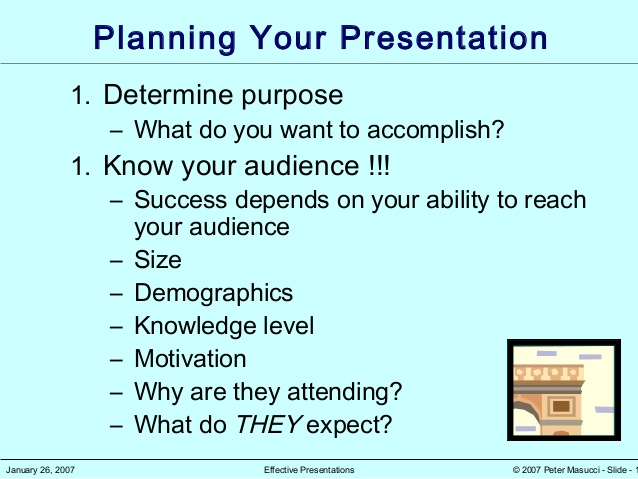 Planning Your Presentation
1. Determine purpose
– What do you want to accomplish?
1. Know your audience !!!
– Success depends on your ability to reach
your audience
– Size
– Demographics
– Knowledge level
– Motivation
– Why are they attending?
– What do THEY expect?
January 26, 2007 Effective Presentations © 2007 Peter Masucci - Slide - 1